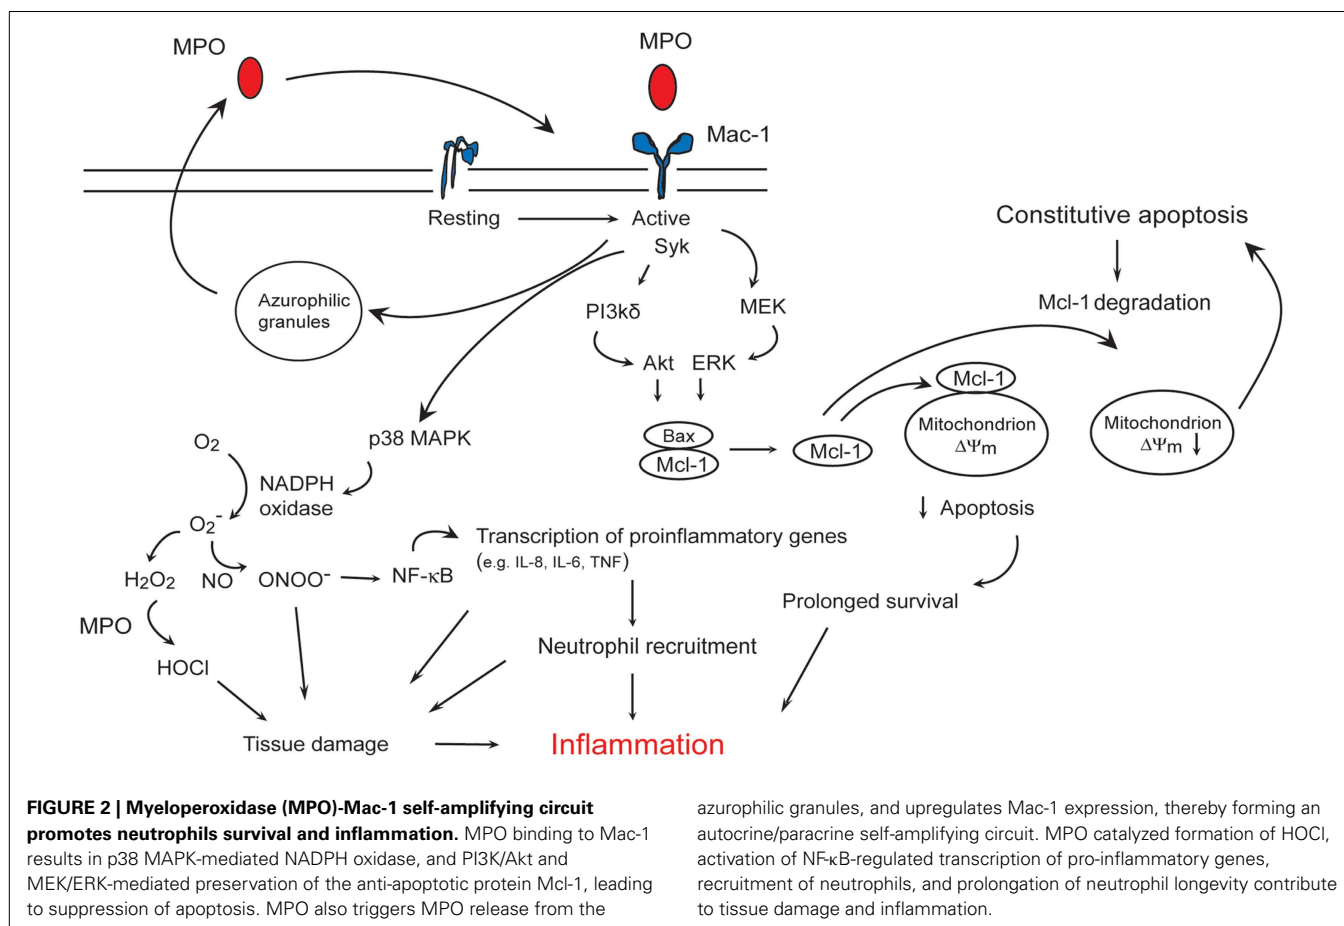 MPO
MPO
Mac-1
Resting
Active
Syk
Constitutive apoptosis
Azurophilic
granules
PI3kδ
MEK
Mcl-1 degradation
Akt
ERK
Mcl-1
Mitochondrion
ΔΨm
Mitochondrion
ΔΨm
Bax
Mcl-1
Mcl-1
p38 MAPK
O2
NADPH
oxidase
O2-
Apoptosis
Transcription of proinflammatory genes
(e.g. IL-8, IL-6, TNF)
H2O2
NO
ONOO-
NF-κB
Prolonged survival
MPO
HOCl
Neutrophil recruitment
Tissue damage
Inflammation
FIGURE 2 | Myeloperoxidase (MPO)-Mac-1 self-amplifying circuit
promotes neutrophils survival and inflammation. MPO binding to Mac-1
results in p38 MAPK-mediated NADPH oxidase, and PI3K/Akt and
MEK/ERK-mediated preservation of the anti-apoptotic protein Mcl-1, leading
to suppression of apoptosis. MPO also triggers MPO release from the
azurophilic granules, and upregulates Mac-1 expression, thereby forming an
autocrine/paracrine self-amplifying circuit. MPO catalyzed formation of HOCl,
activation of NF-κB-regulated transcription of pro-inflammatory genes,
recruitment of neutrophils, and prolongation of neutrophil longevity contribute
to tissue damage and inflammation.